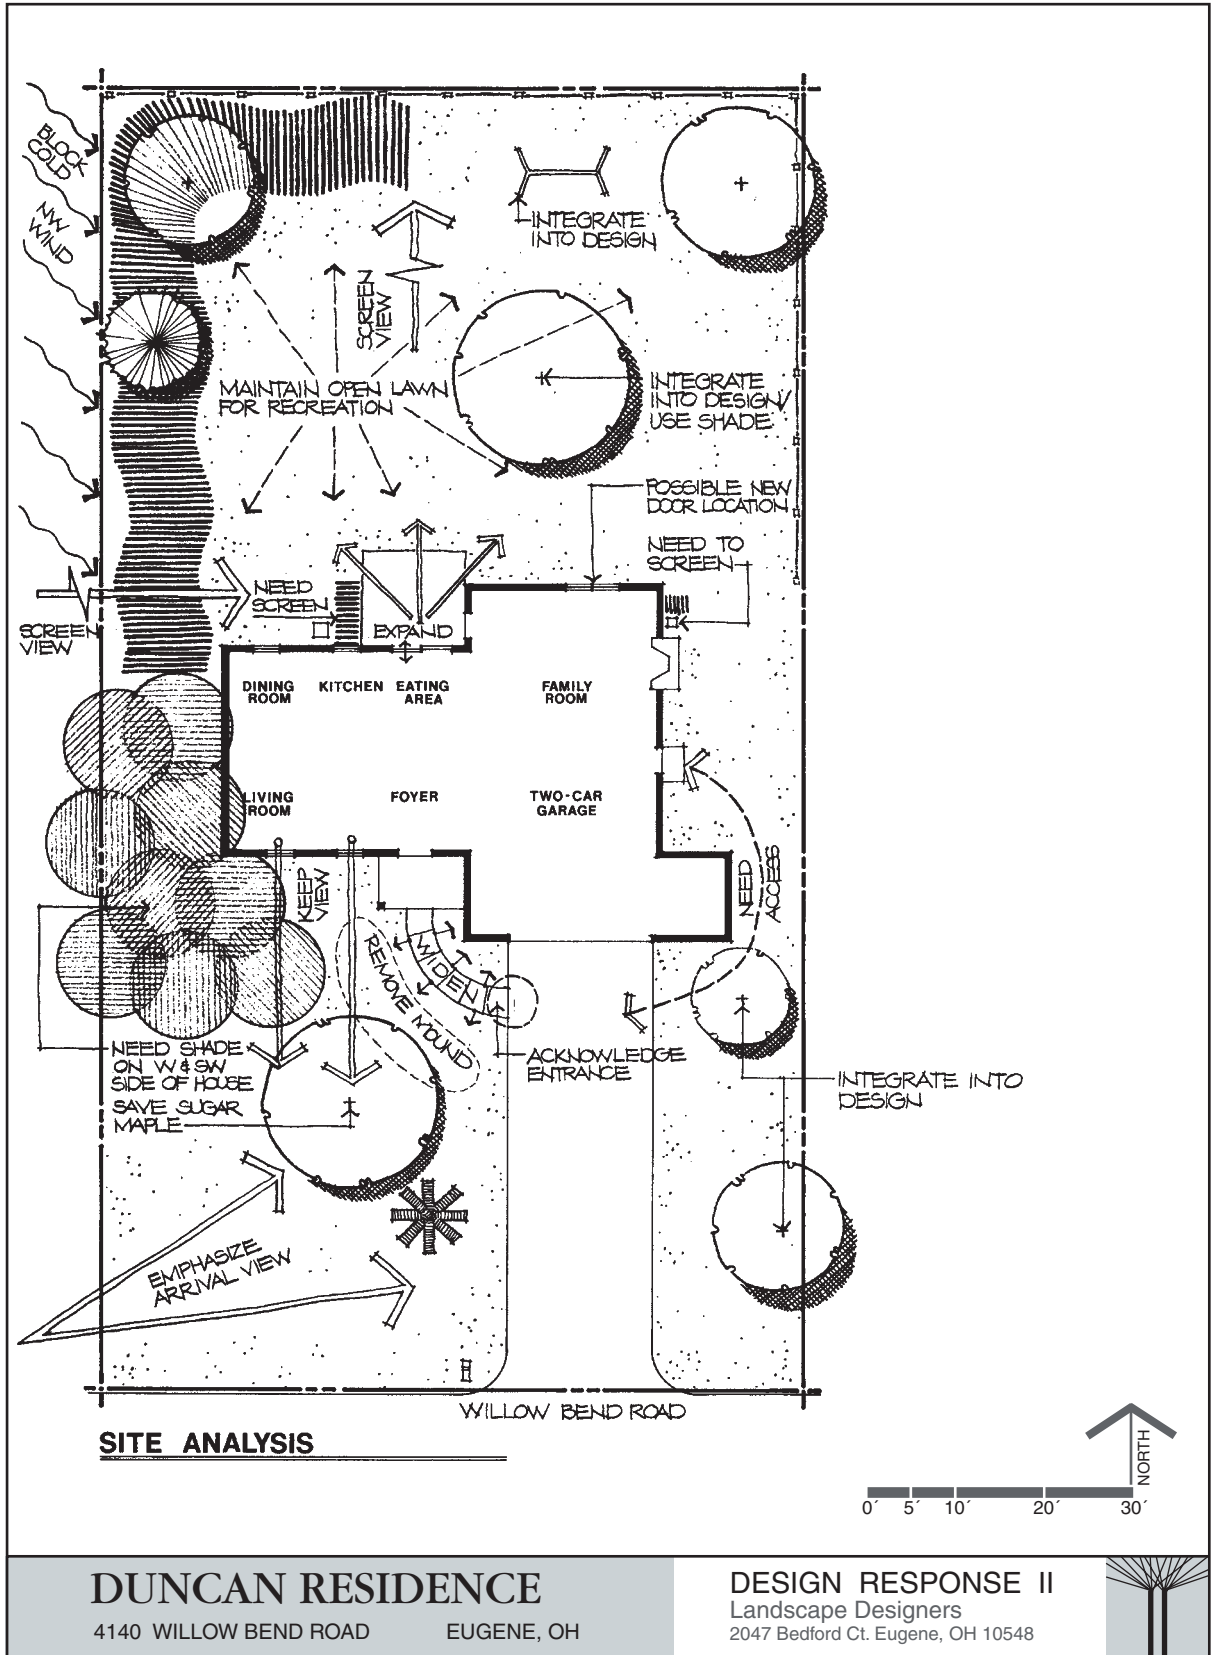 BLOCK
COLD
NW
WIND
INTEGRATE
INTO DESIGN
SCREEN
VIEW
MAINTAIN OPEN LAWN
FOR RECREATION
INTEGRATE
INTO DESIGN/
USE SHADE
POSSIBLE NEW
DOOR LOCATION
NEED TO
SCREEN
NEED
SCREEN
EXPAND
SCREEN
VIEW
DINING
ROOM
KITCHEN
EATING
AREA
FAMILY
ROOM
LIVING
ROOM
FOYER
TWO-CAR
GARAGE
KEEP
VIEW
NEED
ACCESS
WIDEN
REMOVE MOUND
NEED SHADE
ON W & SW
SIDE OF HOUSE
SAVE SUGAR
MAPLE
ACKNOWLEDGE
ENTRANCE
INTEGRATE INTO
DESIGN
EMPHASIZE
ARRIVAL VIEW
WILLOW BEND ROAD
SITE ANALYSIS
NORTH
0´ 5´ 10´ 20´ 30´
DUNCAN RESIDENCE
4140 WILLOW BEND ROAD EUGENE, OH
DESIGN RESPONSE II
Landscape Designers
2047 Bedford Ct. Eugene, OH 10548